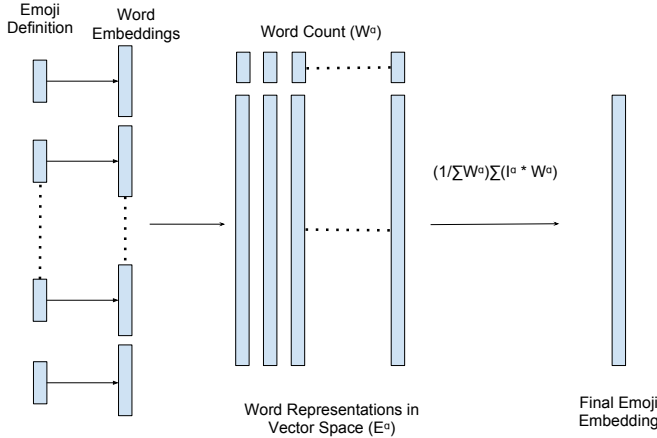 Emoji
Definition
Word
Embeddings
Word Count (Wᵅ)
(1/∑Wᵅ)∑(Iᵅ * Wᵅ)
Word Representations in
Vector Space (Eᵅ)
Final Emoji
Embedding